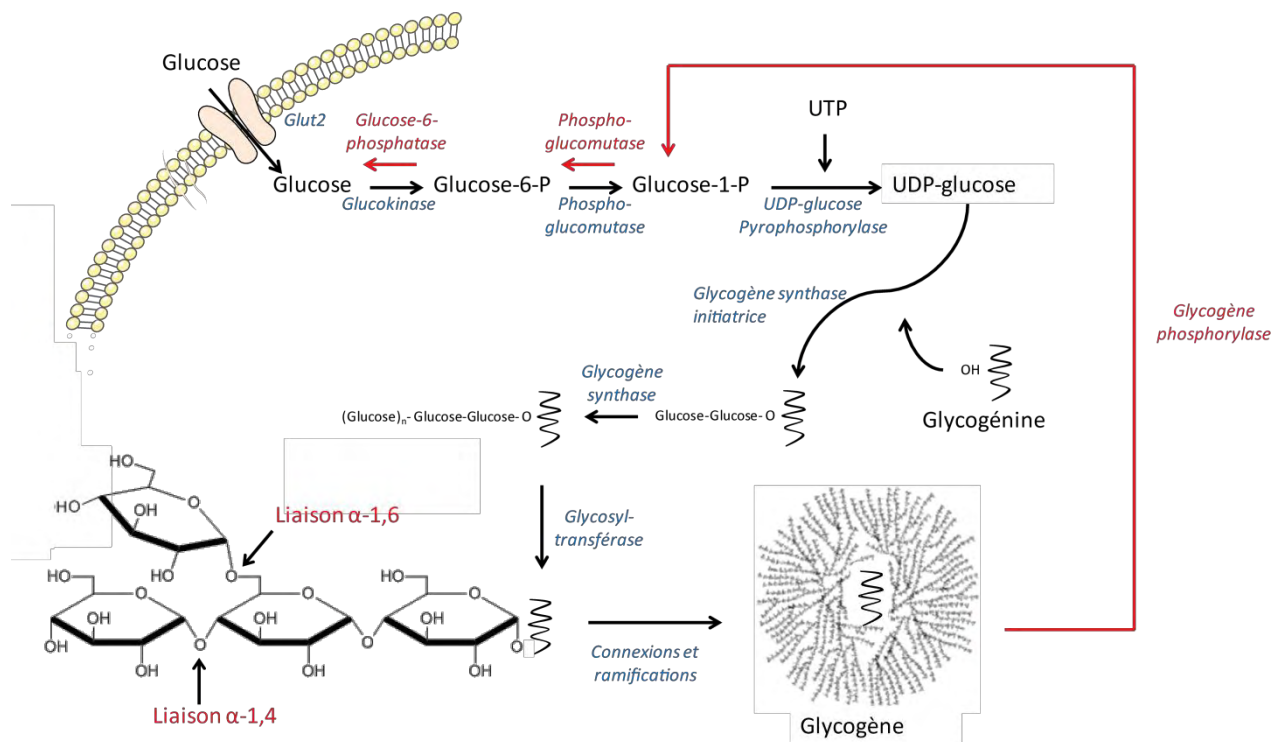 Glucose
Glut2
Glucose-6-
phosphatase
Phospho-
glucomutase
UTP
Glucose
Glucose-6-P
Glucose-1-P
UDP-glucose
Glucokinase
Phospho-
glucomutase
UDP-glucose
Pyrophosphorylase
Glycogène synthase
initiatrice
Glycogène
phosphorylase
Glycogène
synthase
OH
(Glucose)n- Glucose-Glucose- O
Glucose-Glucose- O
Glycogénine
HO
O
HO
OH
HO
Liaison α-1,6
Glycosyl-
transférase
HO
O
HO
O
HO
O
HO
O
OH
OH
OH
OH
OH
O
OH
O
OH
O
OH
OH
Connexions et
ramifications
Liaison α-1,4
Glycogène